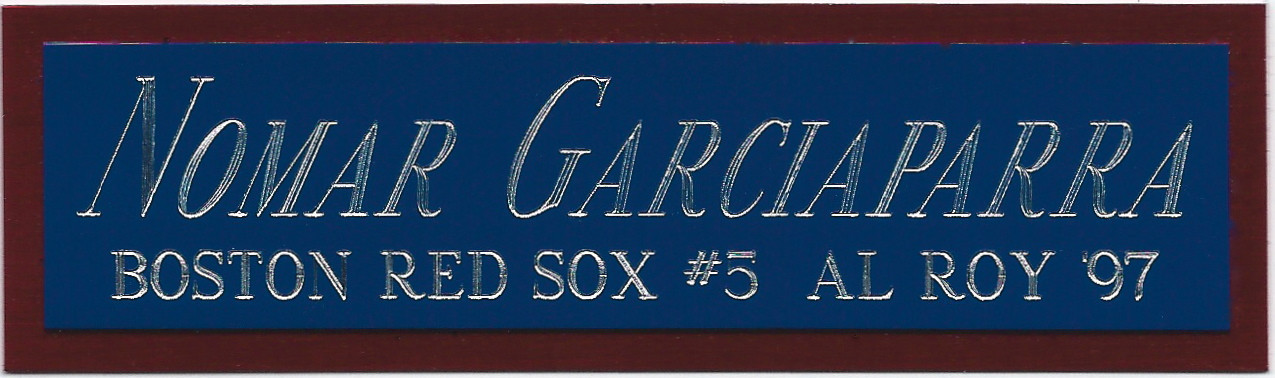 NOMAR GARCIAPARRA
BOSTON RED SOX #5 AL ROY '97